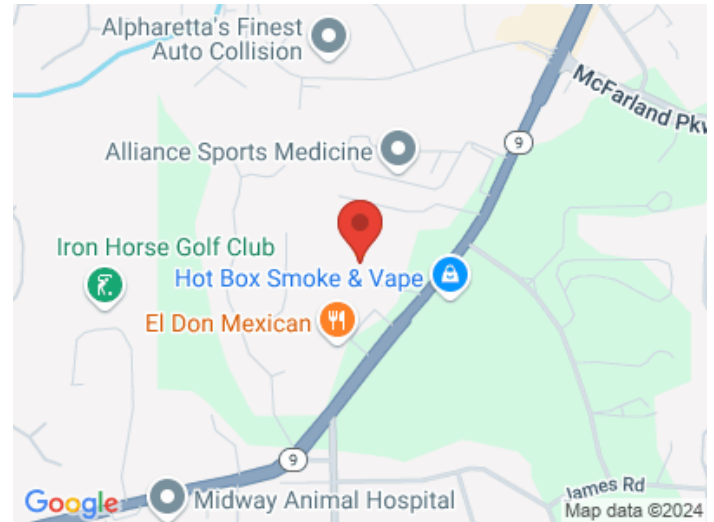 Alpharetta's Finest
Auto Collision
McFarland Pkwy
9
Alliance Sports Medicine
Iron Horse Golf Club
Hot Box Smoke & Vape
El Don Mexican
9
Google
Midway Animal Hospital
James Rd
Map data ©2024